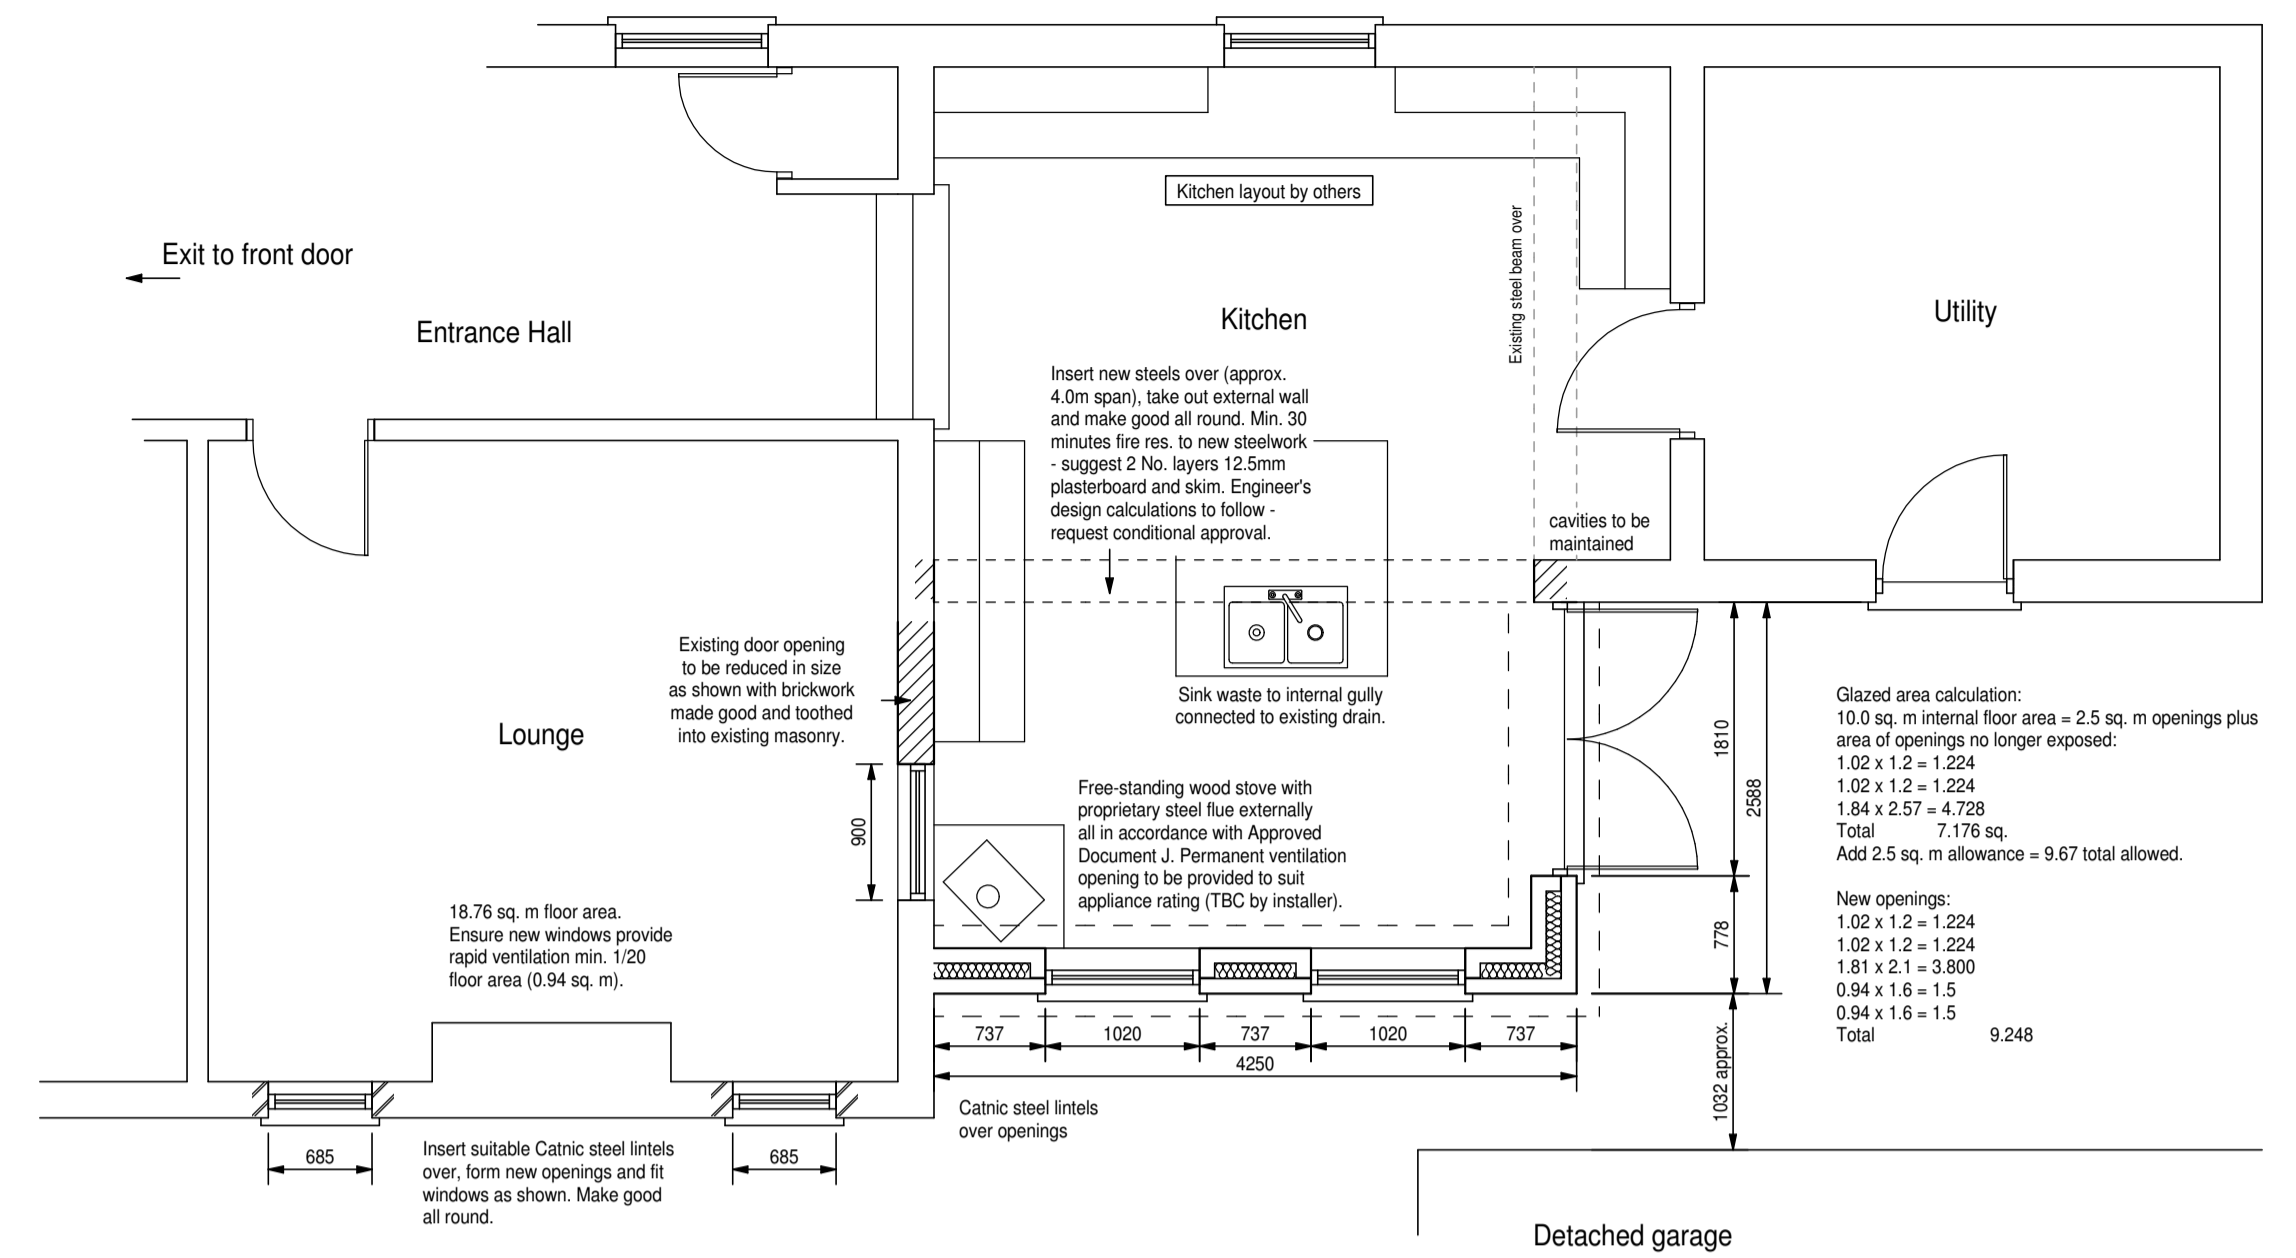 Kitchen layout by others
Exit to front door
Entrance Hall
Kitchen
Existing steel beam over
Utility
Insert new steels over (approx.
4.0m span), take out external wall
and make good all round. Min. 30
minutes fire res. to new steelwork
- suggest 2 No. layers 12.5mm
plasterboard and skim. Engineer's
design calculations to follow -
request conditional approval.
cavities to be
maintained
Existing door opening
to be reduced in size
as shown with brickwork
made good and toothed
into existing masonry.
Lounge
Sink waste to internal gully
connected to existing drain.
1810
2588
778
1032 approx.
900
Free-standing wood stove with
proprietary steel flue externally
all in accordance with Approved
Document J. Permanent ventilation
opening to be provided to suit
appliance rating (TBC by installer).
Glazed area calculation:
10.0 sq. m internal floor area = 2.5 sq. m openings plus
area of openings no longer exposed:
1.02 x 1.2 = 1.224
1.02 x 1.2 = 1.224
1.84 x 2.57 = 4.728
Total 7.176 sq.
Add 2.5 sq. m allowance = 9.67 total allowed.
New openings:
1.02 x 1.2 = 1.224
1.02 x 1.2 = 1.224
1.81 x 2.1 = 3.800
0.94 x 1.6 = 1.5
0.94 x 1.6 = 1.5
Total 9.248
18.76 sq. m floor area.
Ensure new windows provide
rapid ventilation min. 1/20
floor area (0.94 sq. m).
737 1020 737 1020 737
4250
Catnic steel lintels
over openings
685
Insert suitable Catnic steel lintels
over, form new openings and fit
windows as shown. Make good
all round.
685
Detached garage